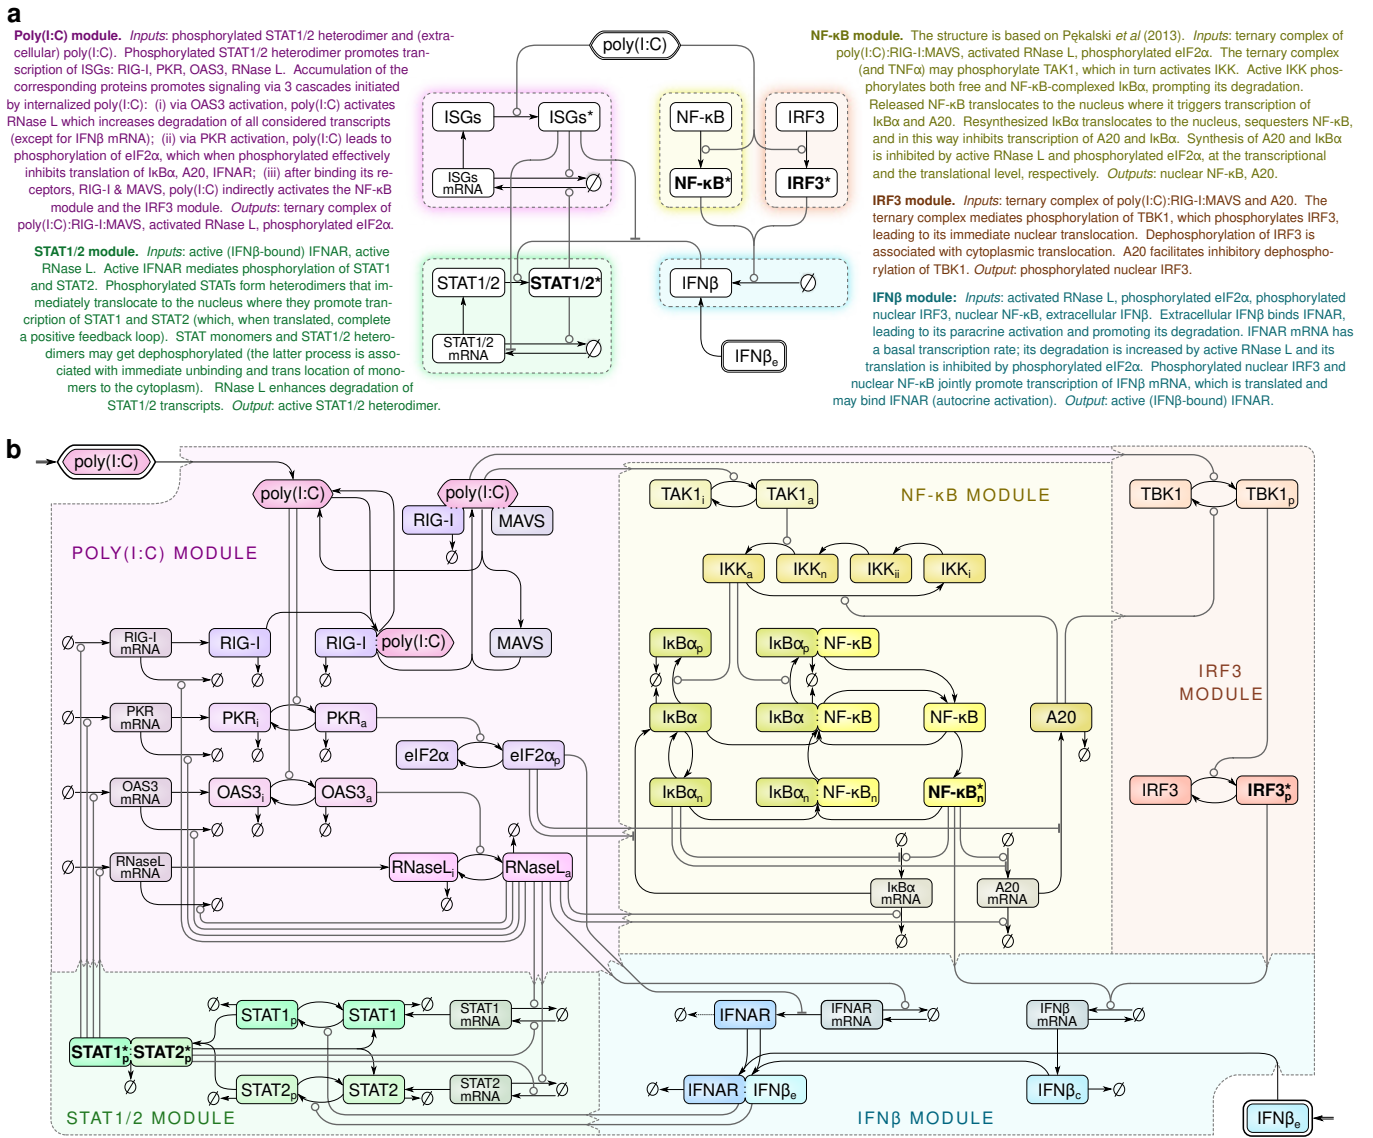 a
Poly(I:C) module. Inputs: phosphorylated STAT1/2 heterodimer and (extra-
cellular) poly(I:C). Phosphorylated STAT1/2 heterodimer promotes tran-
scription of ISGs: RIG-I, PKR, OAS3, RNase L. Accumulation of the
corresponding proteins promotes signaling via 3 cascades initiated
by internalized poly(I:C): (i) via OAS3 activation, poly(I:C) activates
RNase L which increases degradation of all considered transcripts
(except for IFNβ mRNA); (ii) via PKR activation, poly(I:C) leads to
phosphorylation of eIF2α, which when phosphorylated effectively
inhibits translation of IκBα, A20, IFNAR; (iii) after binding its re-
ceptors, RIG-I & MAVS, poly(I:C) indirectly activates the NF-κB
module and the IRF3 module. Outputs: ternary complex of
poly(I:C):RIG-I:MAVS, activated RNase L, phosphorylated eIF2α.
STAT1/2 module. Inputs: active (IFNβ-bound) IFNAR, active
RNase L. Active IFNAR mediates phosphorylation of STAT1
and STAT2. Phosphorylated STATs form heterodimers that im-
mediately translocate to the nucleus where they promote tran-
cription of STAT1 and STAT2 (which, when translated, complete
a positive feedback loop). STAT monomers and STAT1/2 hetero-
dimers may get dephosphorylated (the latter process is asso-
ciated with immediate unbinding and trans location of mono-
mers to the cytoplasm). RNase L enhances degradation of
STAT1/2 transcripts. Output: active STAT1/2 heterodimer.
poly(I:C)
ISGs
ISGs*
ISGs
mRNA
∅
NF-κB
NF-κB*
IRF3
IRF3*
STAT1/2
STAT1/2*
STAT1/2
mRNA
∅
IFNβ
∅
IFNβe
NF-κB module. The structure is based on Pękalski et al (2013). Inputs: ternary complex of
poly(I:C):RIG-I:MAVS, activated RNase L, phosphorylated eIF2α. The ternary complex
(and TNFα) may phosphorylate TAK1, which in turn activates IKK. Active IKK phos-
phorylates both free and NF-κB-complexed IκBα, prompting its degradation.
Released NF-κB translocates to the nucleus where it triggers transcription of
IκBα and A20. Resynthesized IκBα translocates to the nucleus, sequesters NF-κB,
and in this way inhibits transcription of A20 and IκBα. Synthesis of A20 and IκBα
is inhibited by active RNase L and phosphorylated eIF2α, at the transcriptional
and the translational level, respectively. Outputs: nuclear NF-κB, A20.
IRF3 module. Inputs: ternary complex of poly(I:C):RIG-I:MAVS and A20. The
ternary complex mediates phosphorylation of TBK1, which phosphorylates IRF3,
leading to its immediate nuclear translocation. Dephosphorylation of IRF3 is
associated with cytoplasmic translocation. A20 facilitates inhibitory dephospho-
rylation of TBK1. Output: phosphorylated nuclear IRF3.
IFNβ module: Inputs: activated RNase L, phosphorylated eIF2α, phosphorylated
nuclear IRF3, nuclear NF-κB, extracellular IFNβ. Extracellular IFNβ binds IFNAR,
leading to its paracrine activation and promoting its degradation. IFNAR mRNA has
a basal transcription rate; its degradation is increased by active RNase L and its
translation is inhibited by phosphorylated eIF2α. Phosphorylated nuclear IRF3 and
nuclear NF-κB jointly promote transcription of IFNβ mRNA, which is translated and
may bind IFNAR (autocrine activation). Output: active (IFNβ-bound) IFNAR.
b
poly(I:C)
poly(I:C)
poly(I:C)
RIG-I
MAVS
∅
POLY(I:C) MODULE
∅
RIG-I
mRNA
RIG-I
RIG-I
poly(I:C)
MAVS
∅
∅
∅
∅
PKR
mRNA
PKRi
PKRa
∅
∅
∅
eIF2α
eIF2αp
∅
OAS3
mRNA
OAS3i
OAS3a
∅
∅
∅
∅
∅
RNaseL
mRNA
RNaseLi
RNaseLa
∅
∅
TAK1i
TAK1a
NF-κB MODULE
IKKa
IKKn
IKKii
IKKi
IκBαp
IκBαp
NF-κB
∅
∅
IκBα
IκBα
NF-κB
NF-κB
A20
∅
IκBαn
IκBαn
NF-κBn
NF-κB*n
∅
∅
IκBα
mRNA
A20
mRNA
∅
∅
TBK1
TBK1p
IRF3
MODULE
IRF3
IRF3*p
∅
STAT1p
STAT1
∅
STAT1
mRNA
∅
STAT1*p
STAT2*p
∅
∅
STAT2p
STAT2
∅
STAT2
mRNA
∅
STAT1/2 MODULE
∅
IFNAR
IFNAR
mRNA
∅
IFNβ
mRNA
∅
∅
IFNAR
IFNβe
IFNβc
∅
IFNβ MODULE
IFNβe